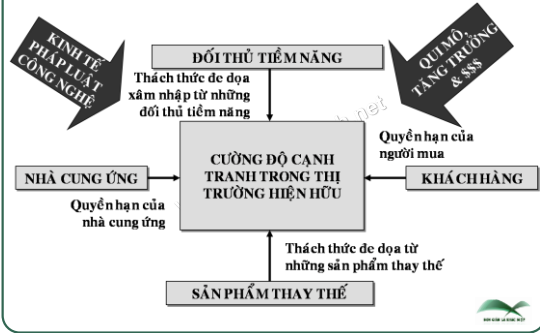 KINH TẾ
PHÁP LUẬT
CÔNG NGHỆ
ĐỐI THỦ TIỀM NĂNG
QUI MÔ,
TĂNG TRƯỞNG
& $$$
Thách thức đe dọa
xâm nhập từ những
đối thủ tiềm năng
Quyền hạn của
người mua
CƯỜNG ĐỘ CẠNH
TRANH TRONG THỊ
TRƯỜNG HIỆN HỮU
NHÀ CUNG ỨNG
KHÁCH HÀNG
Quyền hạn của
nhà cung ứng
Thách thức đe dọa từ
những sản phẩm thay thế
SẢN PHẨM THAY THẾ